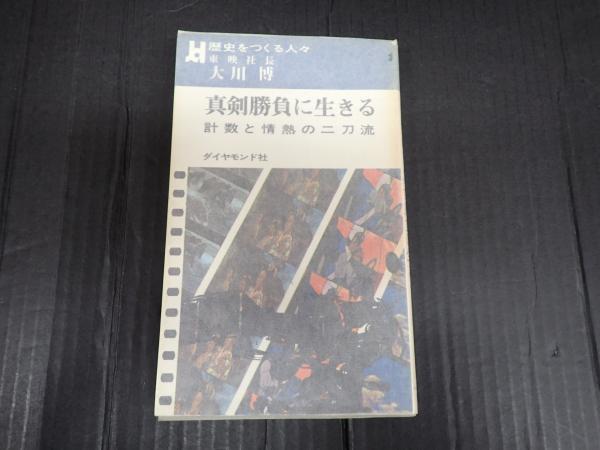 歴史をつくる人々
東映社長
大川 博
真剣勝負に生きる
計数と情熱の二刀流
ダイヤモンド社